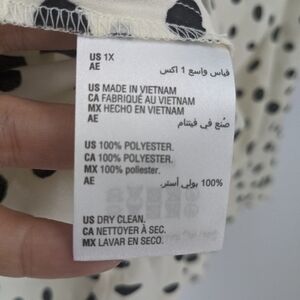 US 1X
AE قياس واسع 1 اكس
US MADE IN VIETNAM
CA FABRIQUÉ AU VIETNAM
MX HECHO EN VIETNAM
AE صُنع في فيتنام
US 100% POLYESTER.
CA 100% POLYESTER.
MX 100% poliester.
AE 100% بولي أستر.
US DRY CLEAN.
CA NETTOYER À SEC.
MX LAVAR EN SECO.